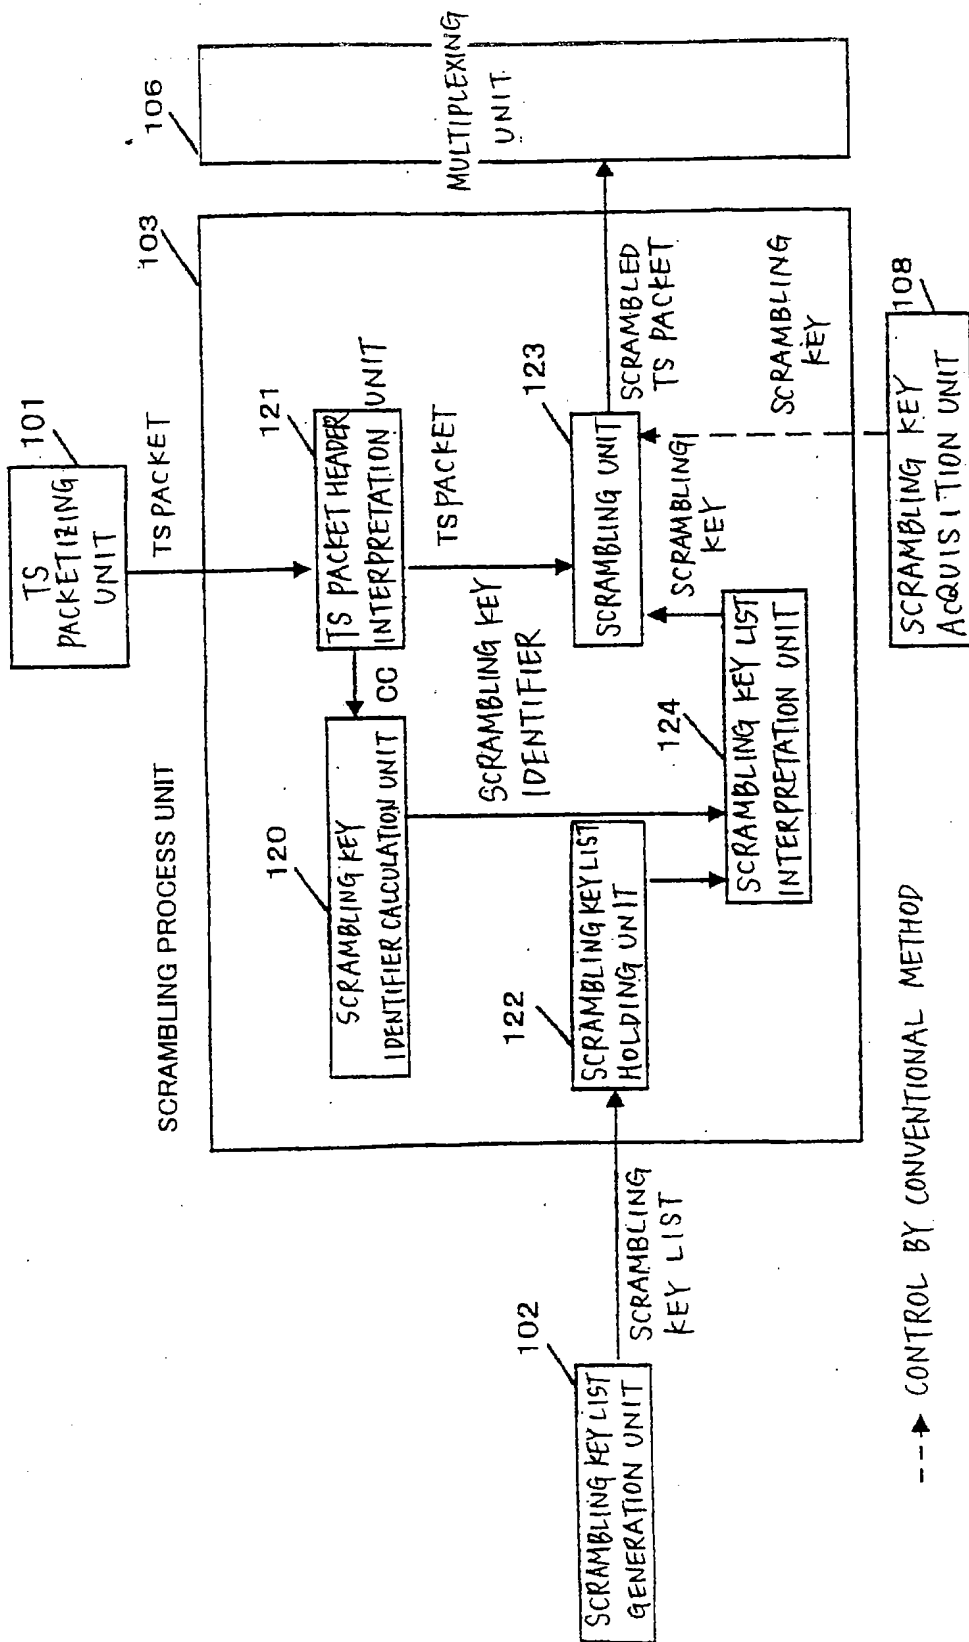 101
TS
PACKETIZING
UNIT
TS PACKET
SCRAMBLING PROCESS UNIT
103
106
MULTIPLEXING
UNIT
120
SCRAMBLING KEY
IDENTIFIER CALCULATION UNIT
CC
121
TS PACKET HEADER
INTERPRETATION UNIT
TS PACKET
SCRAMBLING KEY
IDENTIFIER
122
SCRAMBLING KEY LIST
HOLDING UNIT
124
SCRAMBLING KEY LIST
INTERPRETATION UNIT
SCRAMBLING
KEY
123
SCRAMBLING UNIT
SCRAMBLED
TS PACKET
SCRAMBLING
KEY
102
SCRAMBLING KEY LIST
GENERATION UNIT
SCRAMBLING
KEY LIST
108
SCRAMBLING KEY
ACQUISITION UNIT
CONTROL BY CONVENTIONAL METHOD